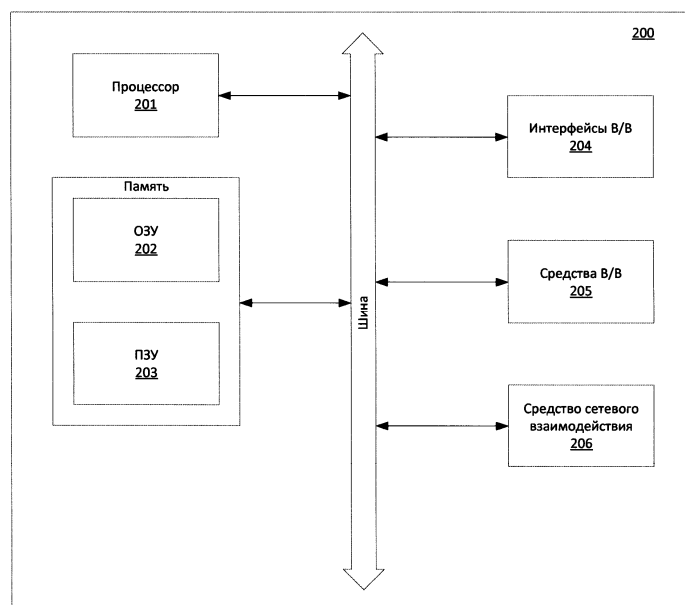 200
Процессор
201
Память
ОЗУ
202
ПЗУ
203
Шина
Интерфейсы В/В
204
Средства В/В
205
Средство сетевого
взаимодействия
206